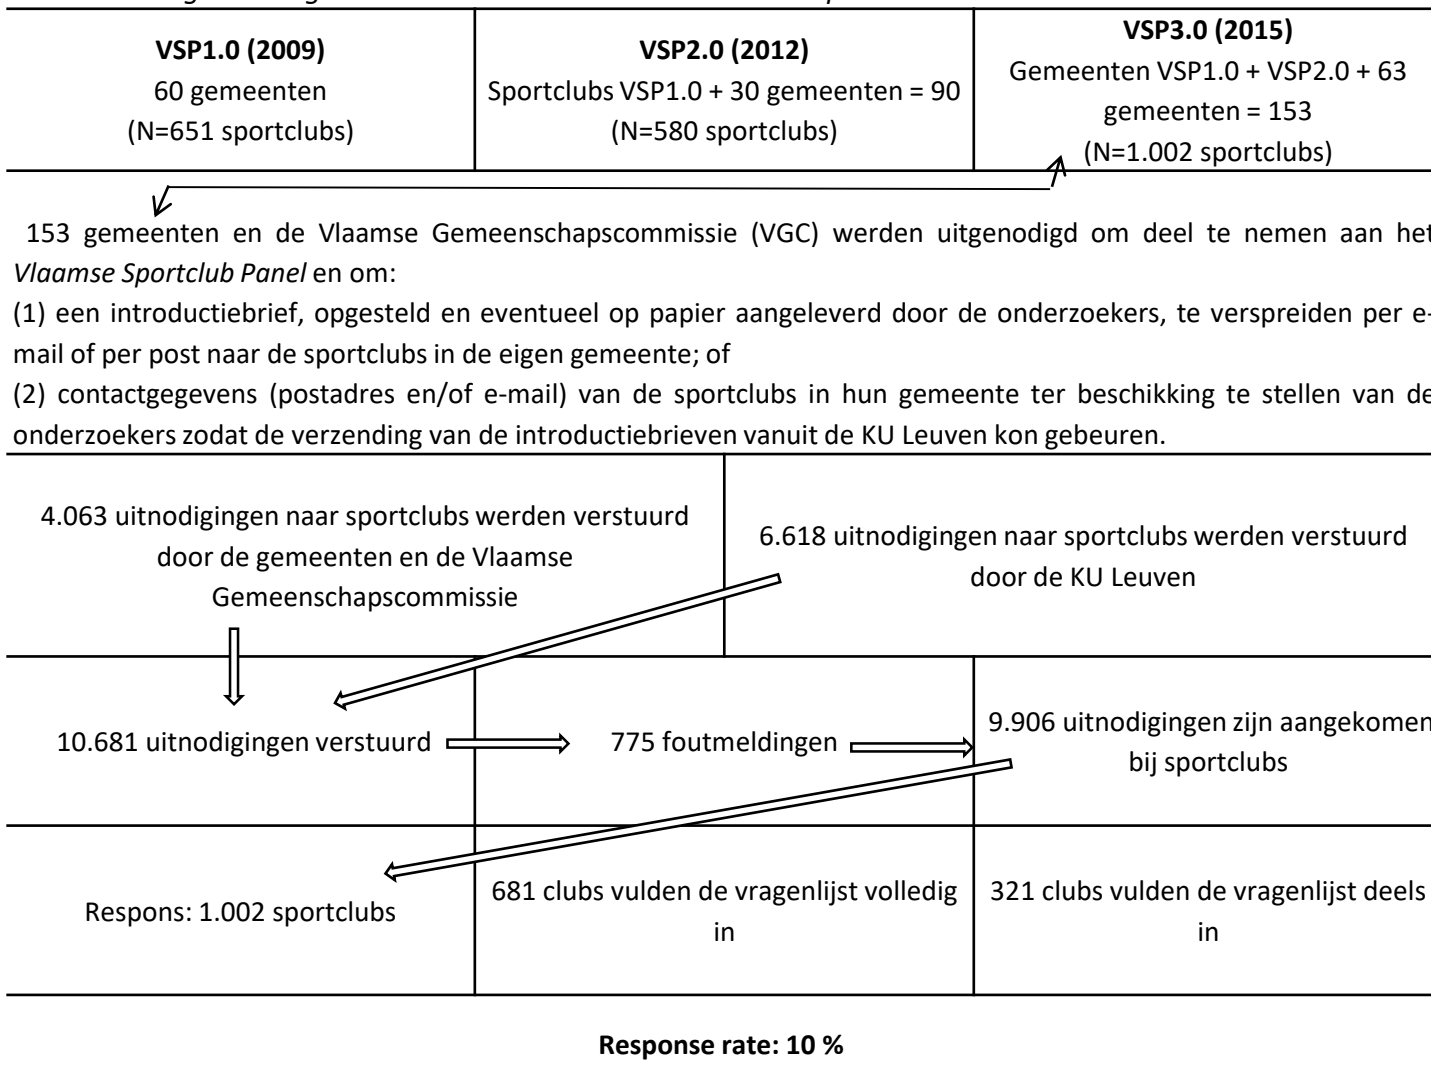 VSP1.0 (2009)
60 gemeenten
(N=651 sportclubs)
VSP2.0 (2012)
Sportclubs VSP1.0 + 30 gemeenten = 90
(N=580 sportclubs)
VSP3.0 (2015)
Gemeenten VSP1.0 + VSP2.0 + 63
gemeenten = 153
(N=1.002 sportclubs)
153 gemeenten en de Vlaamse Gemeenschapscommissie (VGC) werden uitgenodigd om deel te nemen aan het
Vlaamse Sportclub Panel en om:
(1) een introductiebrief, opgesteld en eventueel op papier aangeleverd door de onderzoekers, te verspreiden per e-
mail of per post naar de sportclubs in de eigen gemeente; of
(2) contactgegevens (postadres en/of e-mail) van de sportclubs in hun gemeente ter beschikking te stellen van de
onderzoekers zodat de verzending van de introductiebrieven vanuit de KU Leuven kon gebeuren.
4.063 uitnodigingen naar sportclubs werden verstuurd
door de gemeenten en de Vlaamse
Gemeenschapscommissie
6.618 uitnodigingen naar sportclubs werden verstuurd
door de KU Leuven
10.681 uitnodigingen verstuurd
775 foutmeldingen
9.906 uitnodigingen zijn aangekomen
bij sportclubs
Respons: 1.002 sportclubs
681 clubs vulden de vragenlijst volledig
in
321 clubs vulden de vragenlijst deels
in
Response rate: 10 %